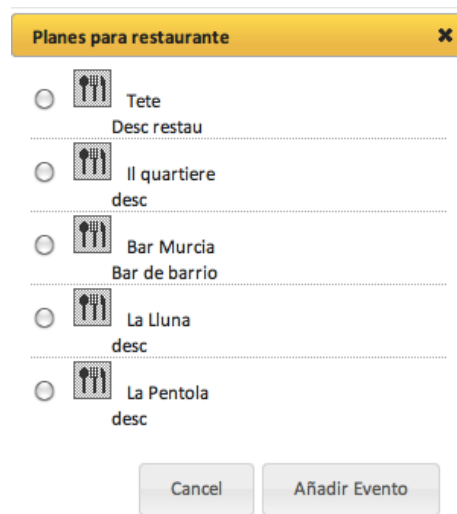 Planes para restaurante
Tete
Desc restau
Il quartiere
desc
Bar Murcia
Bar de barrio
La Lluna
desc
La Pentola
desc
Cancel Añadir Evento